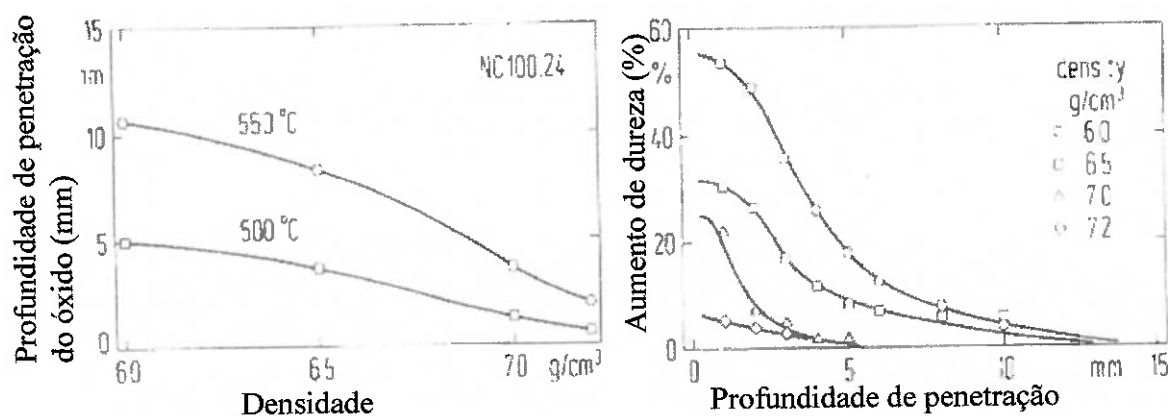 Profundidade de penetração
do óxido (mm)
15
10
5
0
NC100.24
550 °C
500 °C
60
65
70
g/cm³
Densidade
Aumento de dureza (%)
60
%
40
20
0
density
g/cm³
60
65
70
72
0
5
10
mm
15
Profundidade de penetração